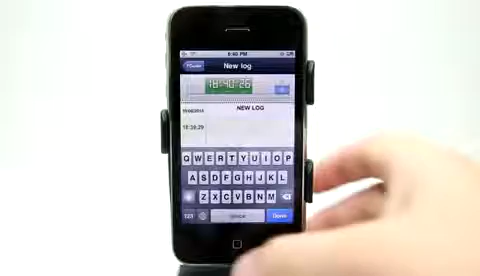 6:40 PM
New log
18:40:26
NEW LOG
18:39:29
Q W E R T Y U I O P
A S D F G H J K L
Z X C V B N M
123 space Done